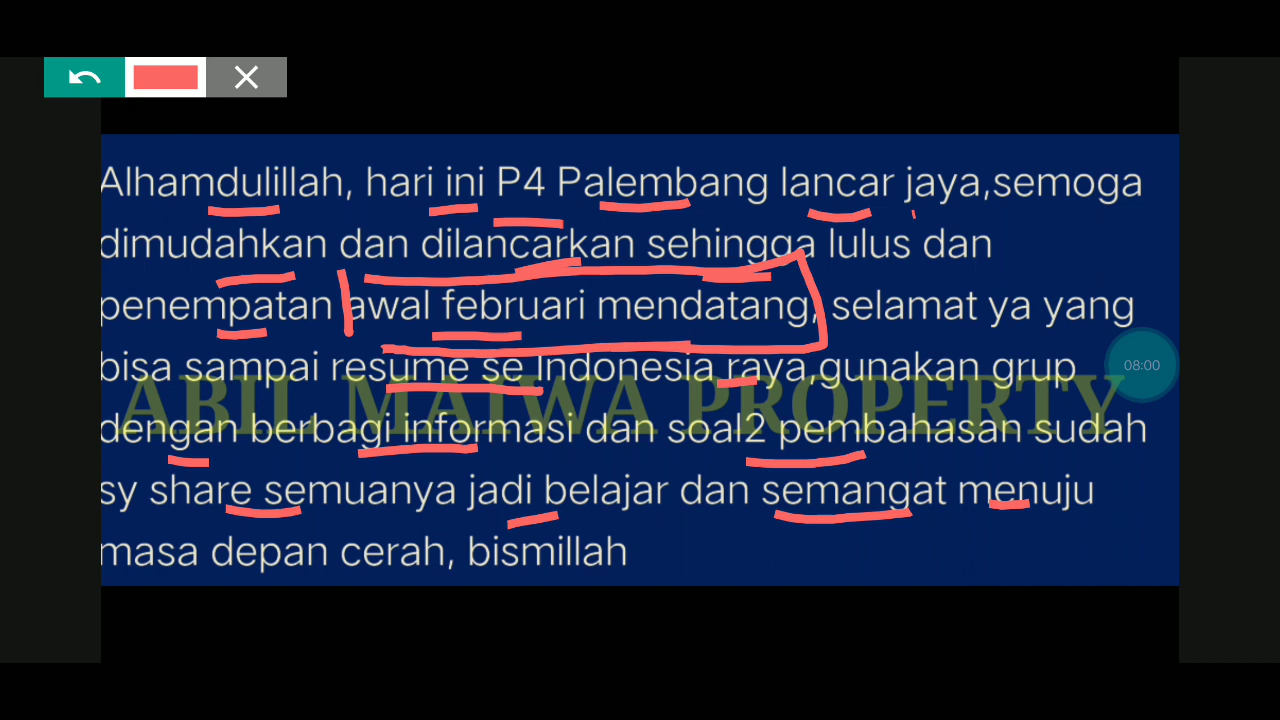 Alhamdulillah, hari ini P4 Palembang lancar jaya,semoga
dimudahkan dan dilancarkan sehingga lulus dan
penempatan awal februari mendatang, selamat ya yang
bisa sampai resume se Indonesia raya,gunakan grup
08:00
ABIL MAIWA PROPERTY
dengan berbagi informasi dan soal2 pembahasan sudah
sy share semuanya jadi belajar dan semangat menuju
masa depan cerah, bismillah